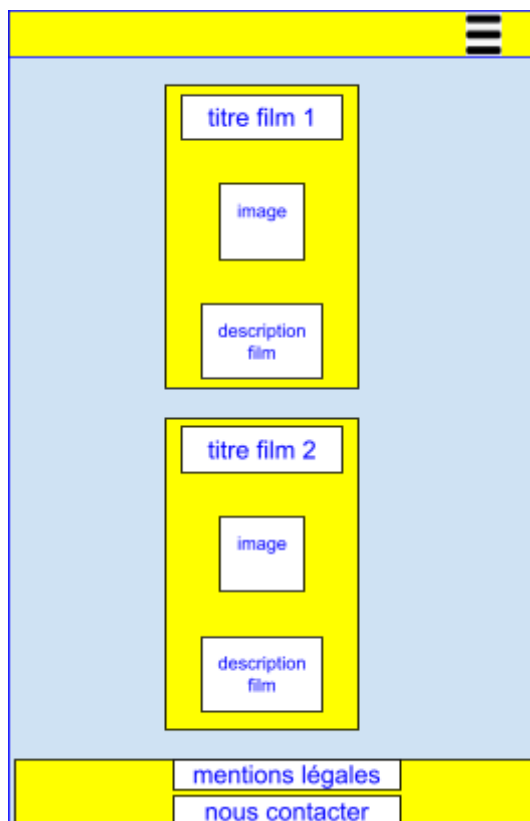 titre film 1
image
description
film
titre film 2
image
description
film
mentions légales
nous contacter